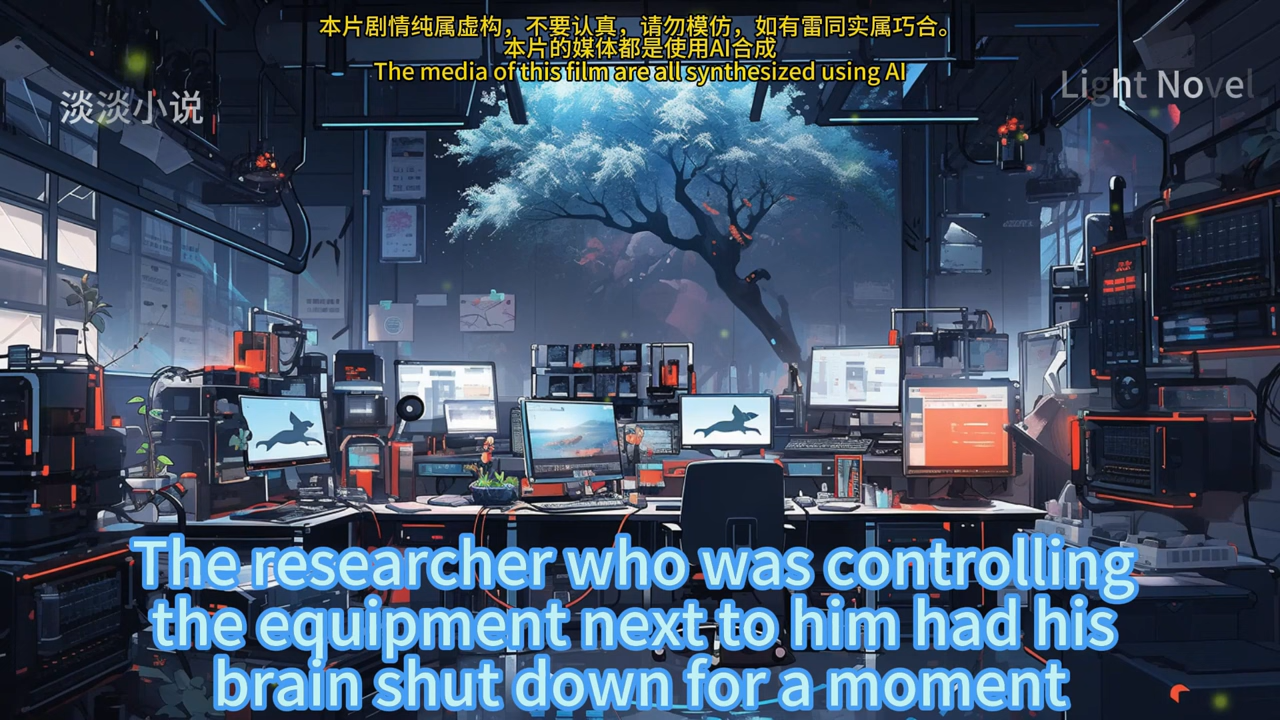 本片剧情纯属虚构，不要认真，请勿模仿，如有雷同实属巧合。
本片的媒体都是使用AI合成
The media of this film are all synthesized using AI
淡淡小说
Light Novel
The researcher who was controlling
the equipment next to him had his
brain shut down for a moment